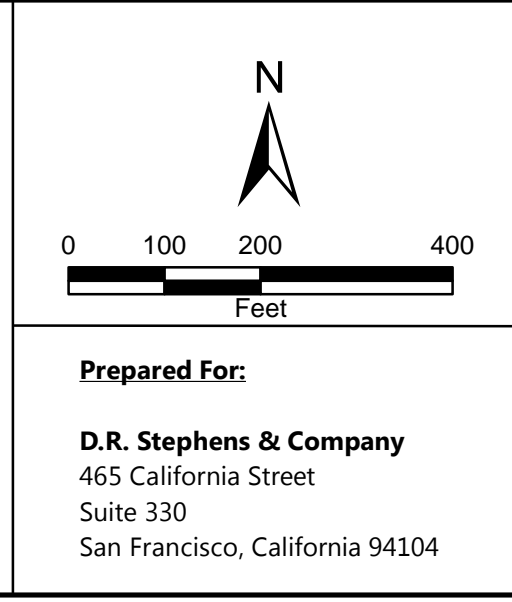 N
0 100 200 400
Feet
Prepared For:
D.R. Stephens & Company
465 California Street
Suite 330
San Francisco, California 94104